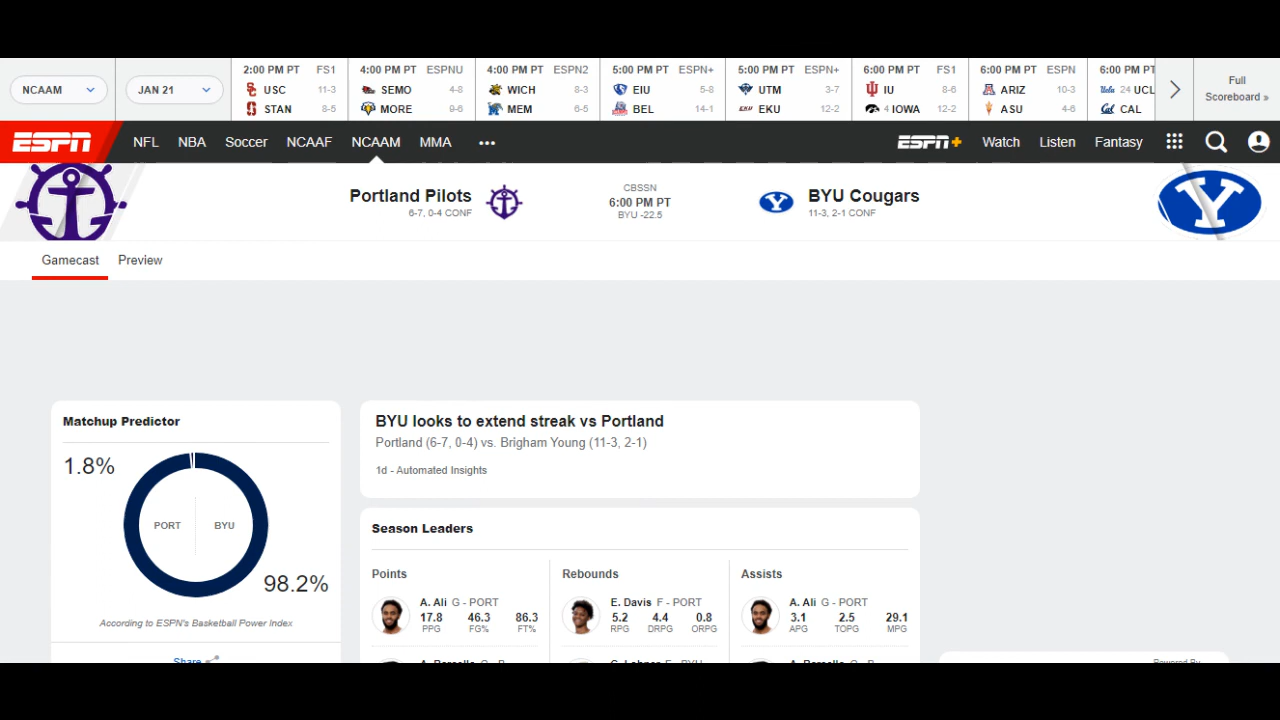 NCAAM
JAN 21
2:00 PM PT FS1
USC 11-3
STAN 8-5
4:00 PM PT ESPNU
SEMO 4-8
MORE 8-6
4:00 PM PT ESPN2
WICH 8-3
MEM 6-5
5:00 PM PT ESPN+
EIU 5-8
BEL 14-1
5:00 PM PT ESPN+
UTM 3-7
EKU 12-2
6:00 PM PT FS1
IU 8-6
4 IOWA 12-2
6:00 PM PT ESPN
ARIZ 10-3
ASU 4-6
6:00 PM PT
24 UCL
CAL
Full
Scoreboard »
ESPN NFL NBA Soccer NCAAF NCAAM MMA ••• ESPN+ Watch Listen Fantasy
Portland Pilots
6-7, 0-4 CONF
CBSSN
6:00 PM PT
BYU -22.5
BYU Cougars
11-3, 2-1 CONF
Gamecast Preview
Matchup Predictor
1.8%
PORT BYU
98.2%
According to ESPN's Basketball Power Index
Share
BYU looks to extend streak vs Portland
Portland (6-7, 0-4) vs. Brigham Young (11-3, 2-1)
1d - Automated Insights
Season Leaders
Points
A. Ali G - PORT
17.8 46.3 86.3
PPG FG% FT%
Rebounds
E. Davis F - PORT
5.2 4.4 0.8
RPG DRPG ORPG
Assists
A. Ali G - PORT
3.1 2.5 29.1
APG TOPG MPG
Powered By